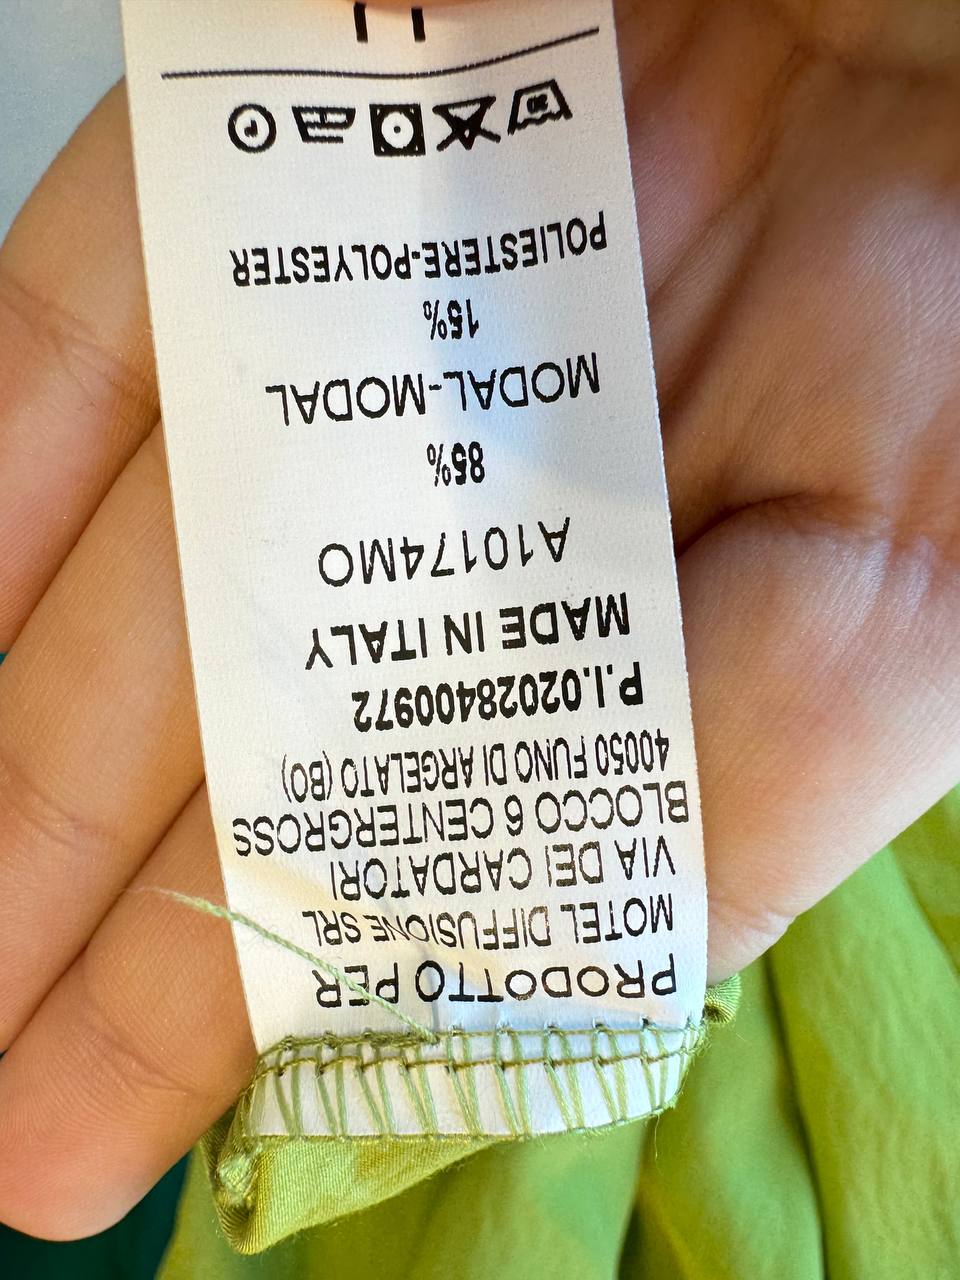 PRODOTTO PER
MOTEL DIFFUSIONE SRL
VIA DEI CARDATORI
BLOCCO 6 CENTERGROSS
40050 FUNO DI ARGELATO (BO)
P.I.02028400972
MADE IN ITALY
A10174MO
85%
MODAL-MODAL
15%
POLIESTERE-POLYESTER
30
P